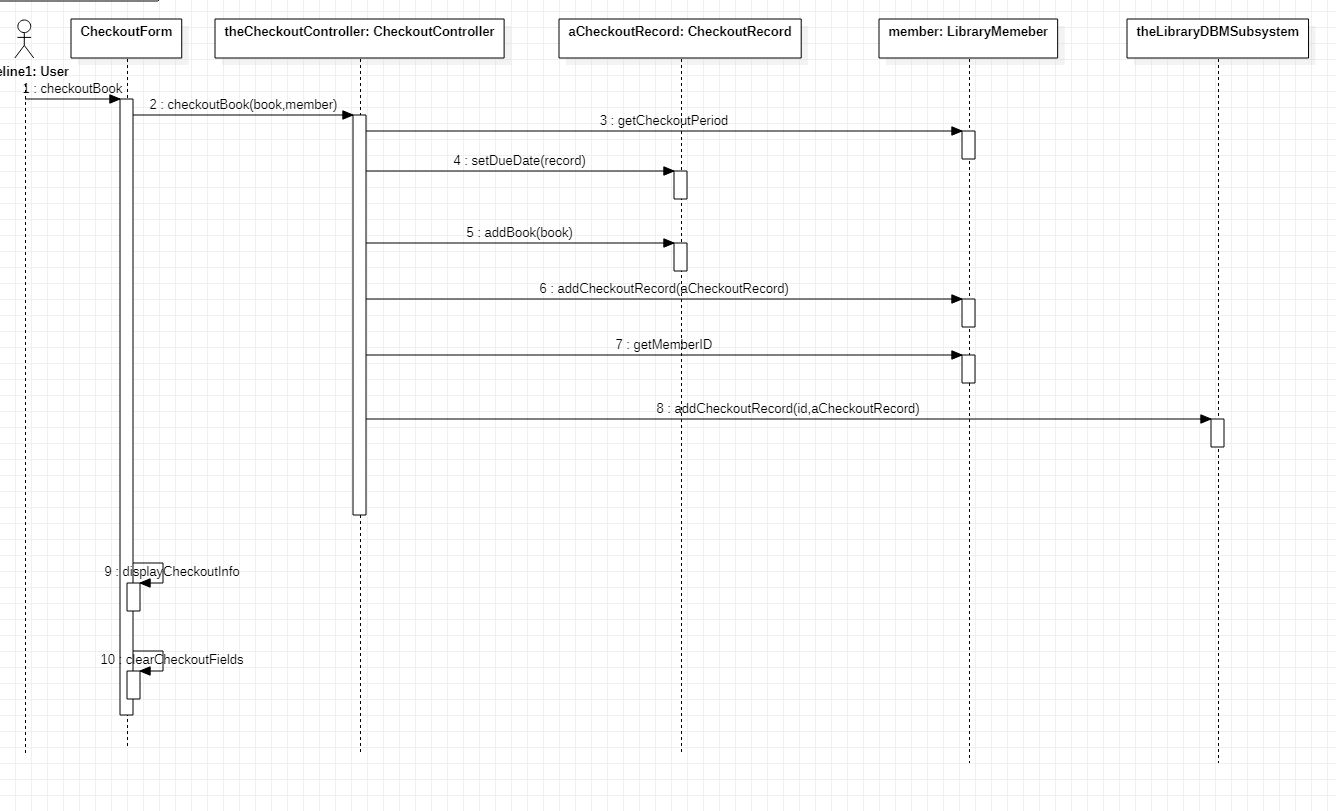 CheckoutForm
theCheckoutController: CheckoutController
aCheckoutRecord: CheckoutRecord
member: LibraryMemeber
theLibraryDBMSubsystem
eline1: User
1 : checkoutBook
2 : checkoutBook(book,member)
3 : getCheckoutPeriod
4 : setDueDate(record)
5 : addBook(book)
6 : addCheckoutRecord(aCheckoutRecord)
7 : getMemberID
8 : addCheckoutRecord(id,aCheckoutRecord)
9 : displayCheckoutInfo
10 : clearCheckoutFields